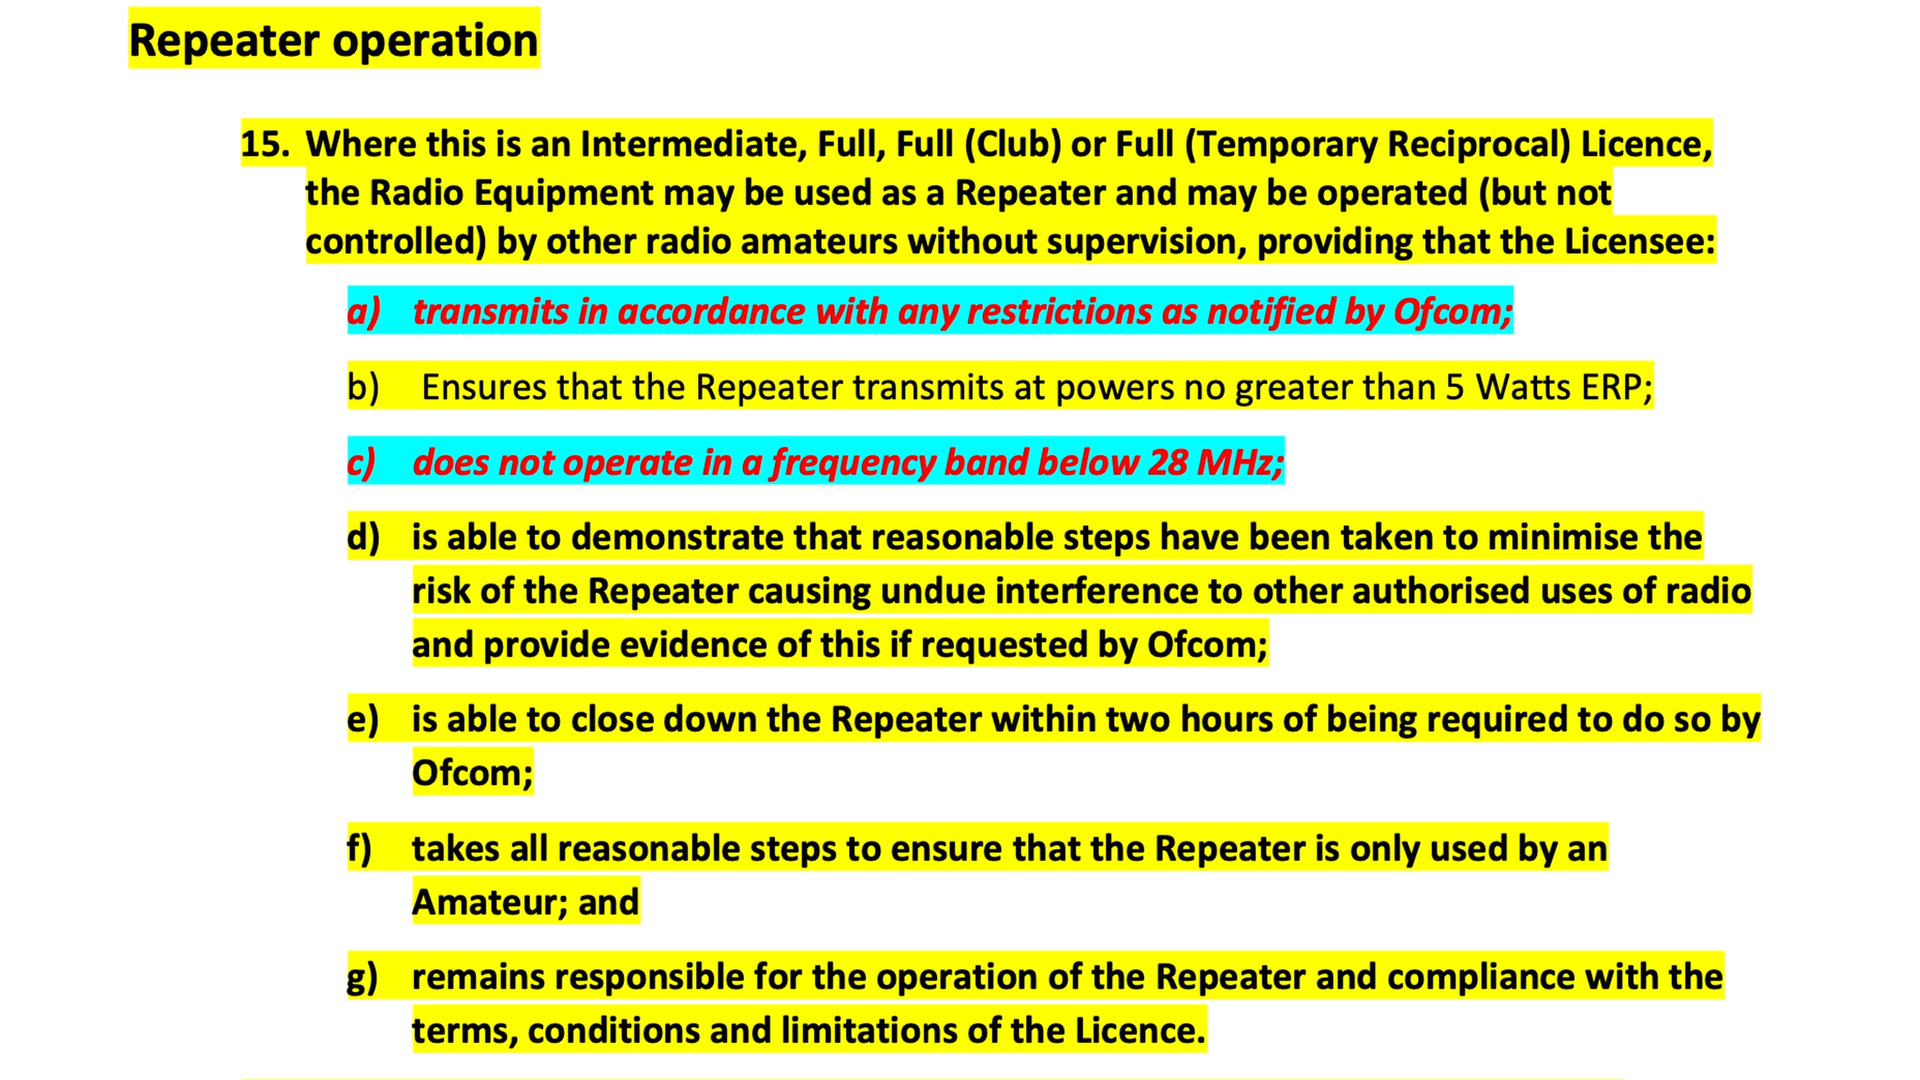 Repeater operation
15. Where this is an Intermediate, Full, Full (Club) or Full (Temporary Reciprocal) Licence,
the Radio Equipment may be used as a Repeater and may be operated (but not
controlled) by other radio amateurs without supervision, providing that the Licensee:
a) transmits in accordance with any restrictions as notified by Ofcom;
b) Ensures that the Repeater transmits at powers no greater than 5 Watts ERP;
c) does not operate in a frequency band below 28 MHz;
d) is able to demonstrate that reasonable steps have been taken to minimise the
risk of the Repeater causing undue interference to other authorised uses of radio
and provide evidence of this if requested by Ofcom;
e) is able to close down the Repeater within two hours of being required to do so by
Ofcom;
f) takes all reasonable steps to ensure that the Repeater is only used by an
Amateur; and
g) remains responsible for the operation of the Repeater and compliance with the
terms, conditions and limitations of the Licence.